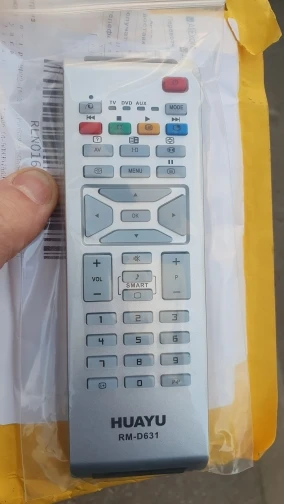 TV DVD AUX
MODE
AV
MENU
OK
+ +
VOL P
- -
SMART
1 2 3
4 5 6
7 8 9
0
HUAYU
RM-D631